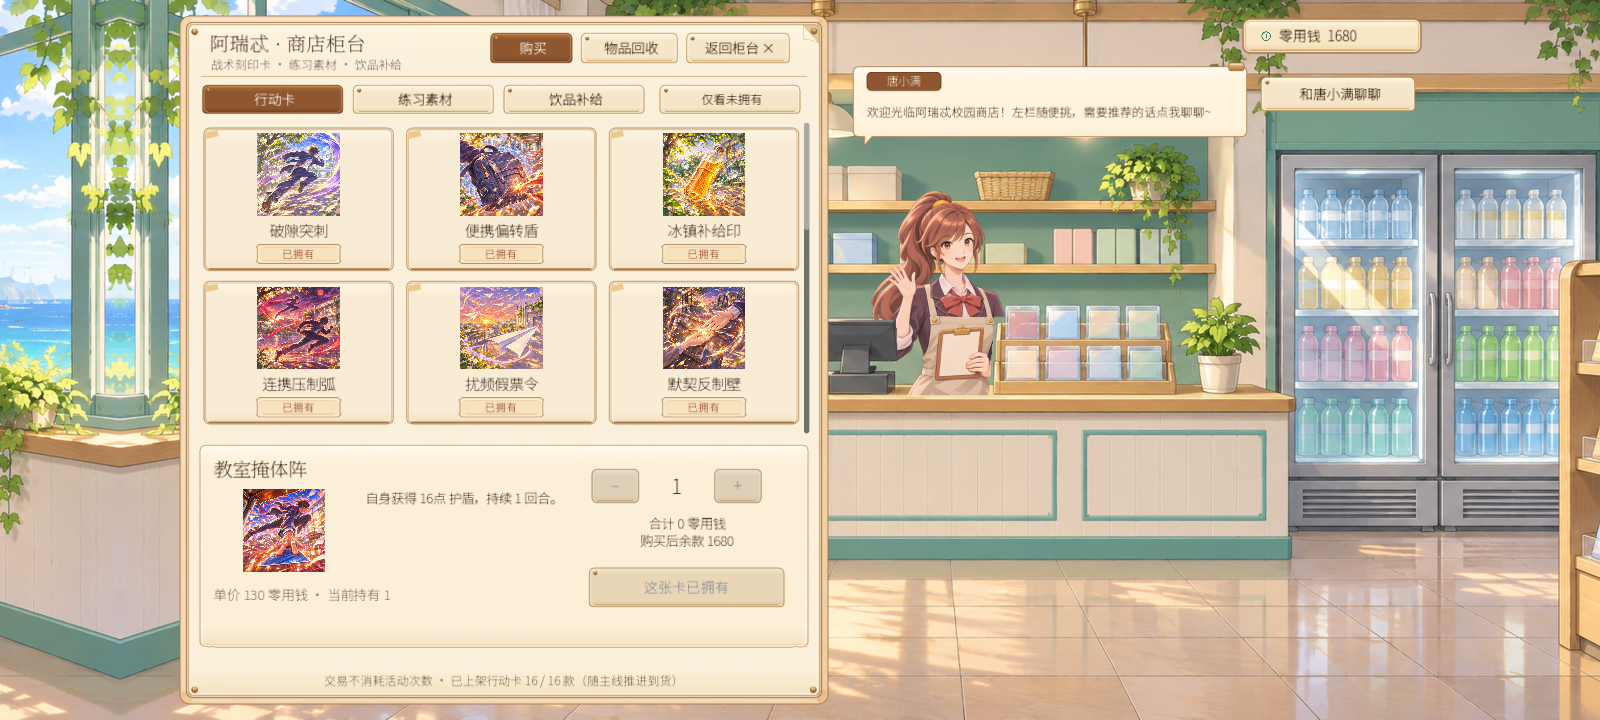 阿瑞忒 · 商店柜台
战术刻印卡 • 练习素材 • 饮品补给
购买
物品回收
返回柜台 ×
行动卡
练习素材
饮品补给
仅看未拥有
破隙突刺
已拥有
便携偏转盾
已拥有
冰镇补给印
已拥有
连携压制弧
已拥有
扰频假票令
已拥有
默契反制壁
已拥有
教室掩体阵
自身获得 16点 护盾，持续 1 回合。
单价 130 零用钱 • 当前持有 1
−
1
+
合计 0 零用钱
购买后余款 1680
这张卡已拥有
交易不消耗活动次数 • 已上架行动卡 16 / 16 款（随主线推进到货）
唐小满
欢迎光临阿瑞忒校园商店！左栏随便挑，需要推荐的话点我聊聊~
零用钱 1680
和唐小满聊聊